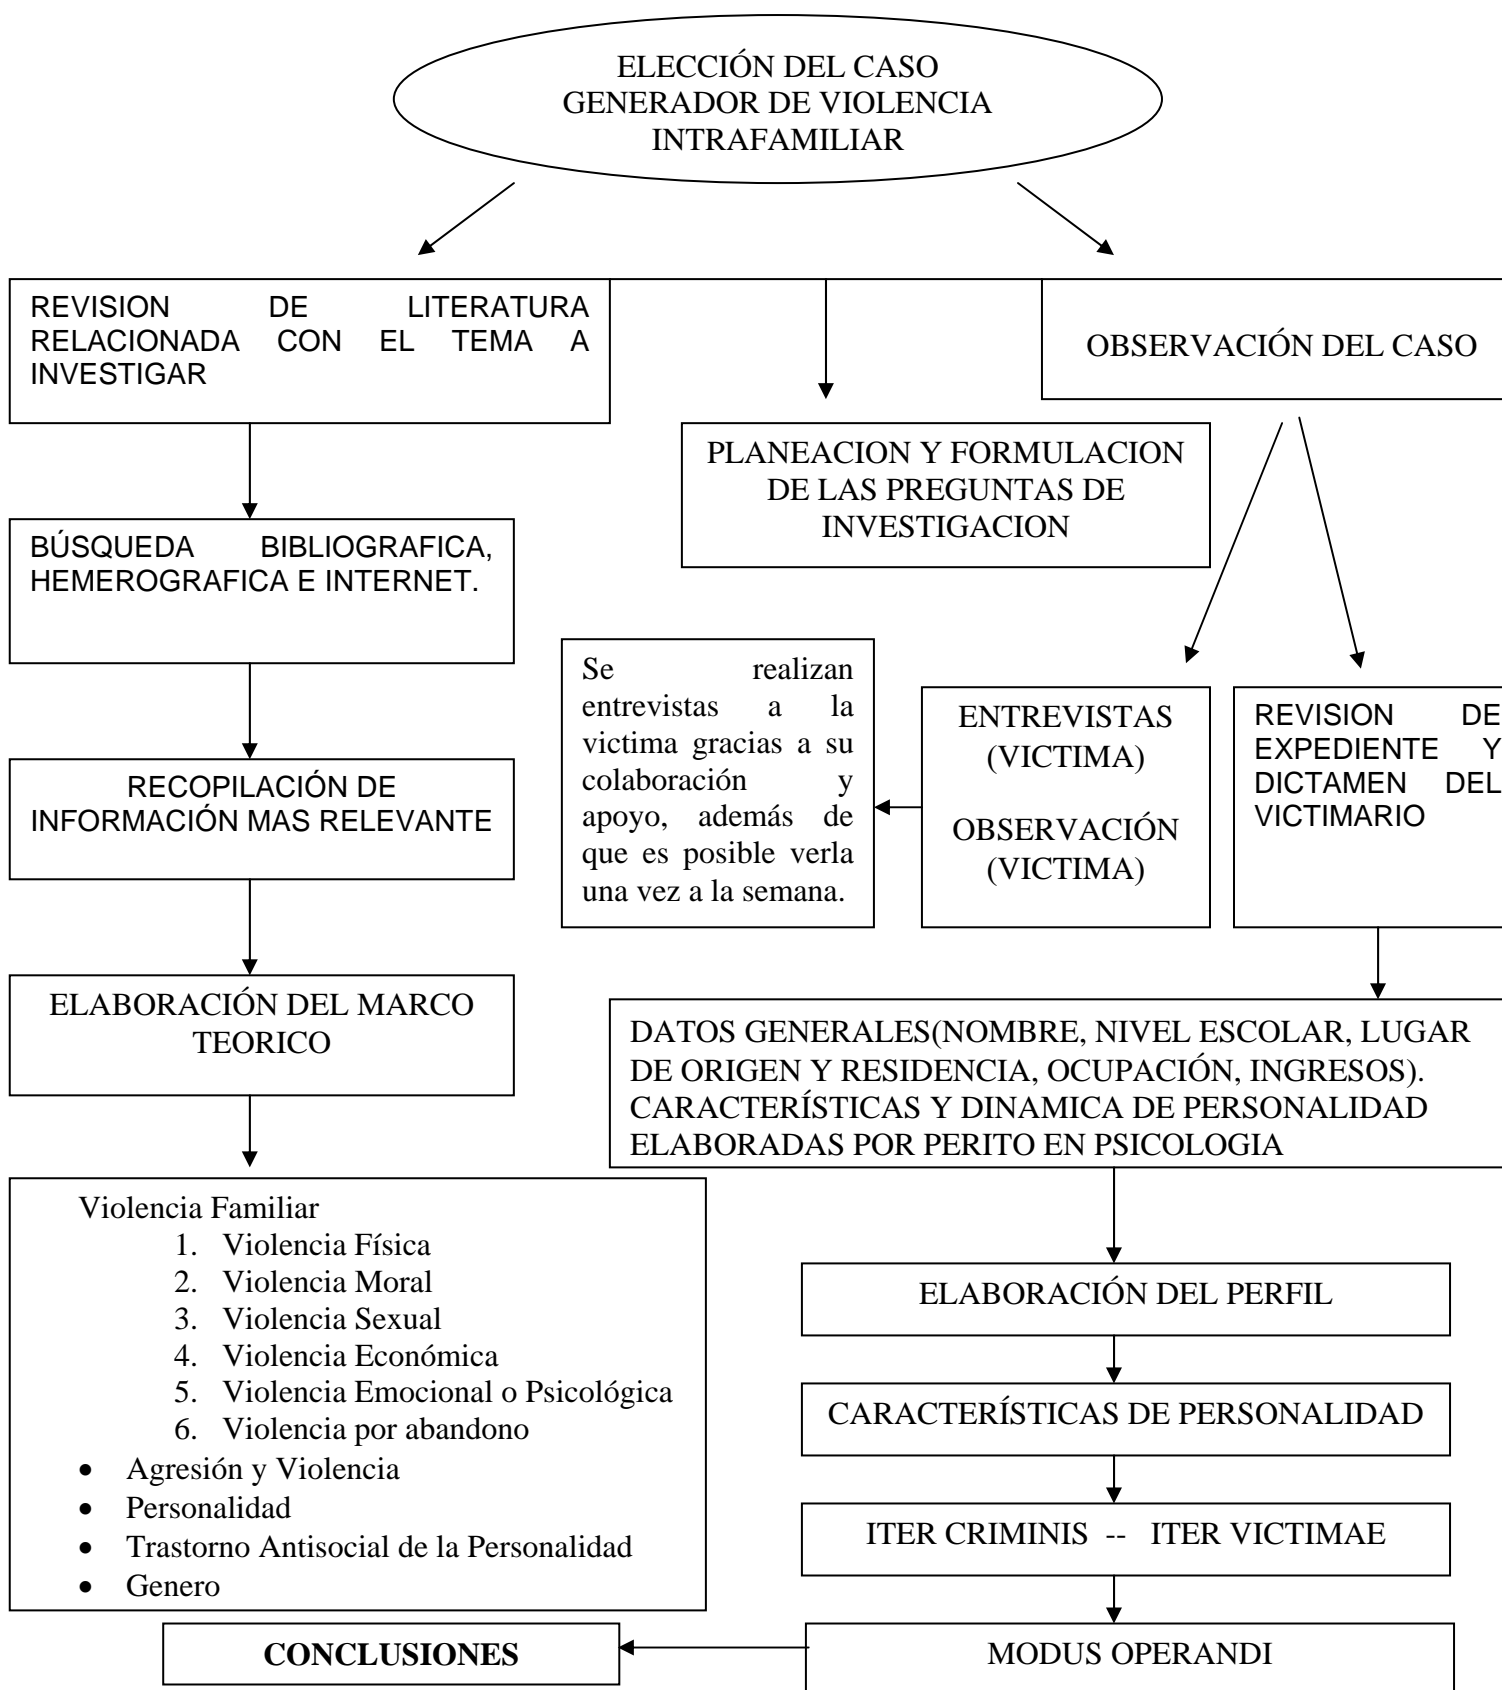 ELECCIÓN DEL CASO
GENERADOR DE VIOLENCIA
INTRAFAMILIAR
REVISION DE LITERATURA
RELACIONADA CON EL TEMA A
INVESTIGAR
OBSERVACIÓN DEL CASO
PLANEACION Y FORMULACION
DE LAS PREGUNTAS DE
INVESTIGACION
BÚSQUEDA BIBLIOGRAFICA,
HEMEROGRAFICA E INTERNET.
Se realizan
entrevistas a la
victima gracias a su
colaboración y
apoyo, además de
que es posible verla
una vez a la semana.
ENTREVISTAS
(VICTIMA)
OBSERVACIÓN
(VICTIMA)
REVISION DE
EXPEDIENTE Y
DICTAMEN DEL
VICTIMARIO
RECOPILACIÓN DE
INFORMACIÓN MAS RELEVANTE
ELABORACIÓN DEL MARCO
TEORICO
DATOS GENERALES(NOMBRE, NIVEL ESCOLAR, LUGAR
DE ORIGEN Y RESIDENCIA, OCUPACIÓN, INGRESOS).
CARACTERÍSTICAS Y DINAMICA DE PERSONALIDAD
ELABORADAS POR PERITO EN PSICOLOGIA
Violencia Familiar
1. Violencia Física
2. Violencia Moral
3. Violencia Sexual
4. Violencia Económica
5. Violencia Emocional o Psicológica
6. Violencia por abandono
• Agresión y Violencia
• Personalidad
• Trastorno Antisocial de la Personalidad
• Genero
ELABORACIÓN DEL PERFIL
CARACTERÍSTICAS DE PERSONALIDAD
ITER CRIMINIS -- ITER VICTIMAE
MODUS OPERANDI
CONCLUSIONES